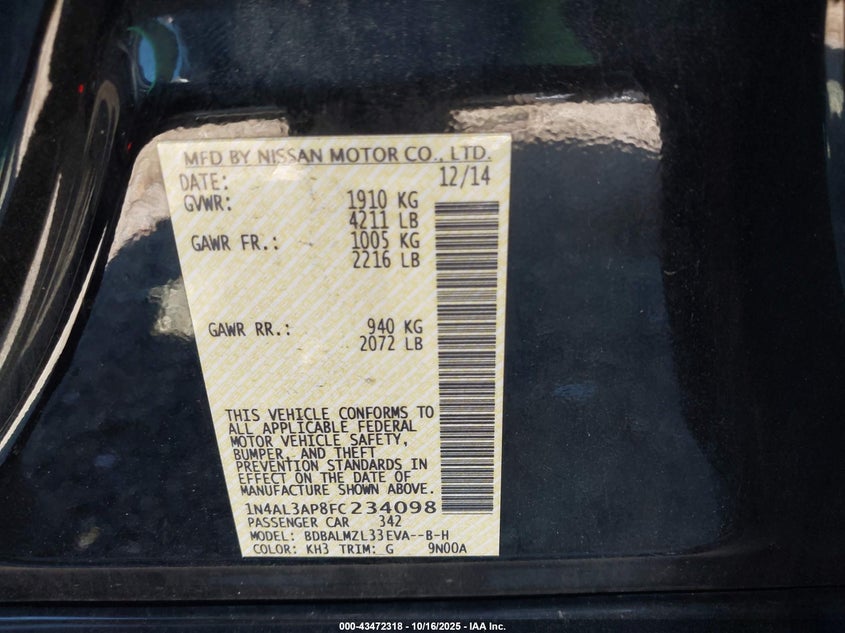 MFD BY NISSAN MOTOR CO., LTD.
DATE: 12/14
GVWR: 1910 KG
4211 LB
GAWR FR.: 1005 KG
2216 LB
GAWR RR.: 940 KG
2072 LB
THIS VEHICLE CONFORMS TO
ALL APPLICABLE FEDERAL
MOTOR VEHICLE SAFETY,
BUMPER, AND THEFT
PREVENTION STANDARDS IN
EFFECT ON THE DATE OF
MANUFACTURE SHOWN ABOVE.
1N4AL3AP8FC234098
PASSENGER CAR 342
MODEL: BDBALMZL33EVA--B-H
COLOR: KH3 TRIM: G 9N00A
000-43472318 - 10/16/2025 - IAA Inc.